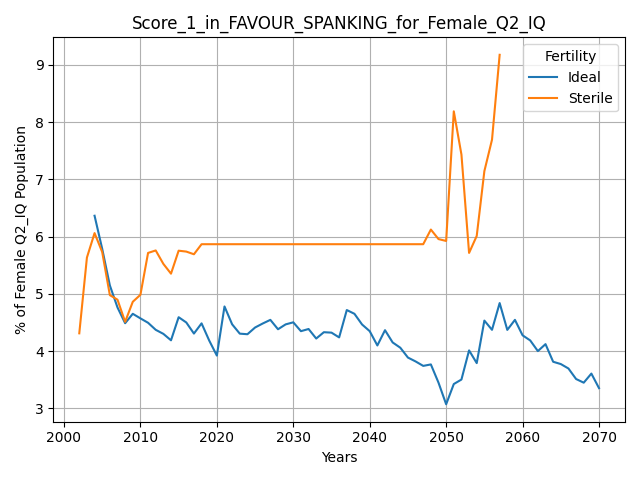 Score_1_in_FAVOUR_SPANKING_for_Female_Q2_IQ
% of Female Q2_IQ Population
9
8
7
6
5
4
3
Fertility
Ideal
Sterile
2000 2010 2020 2030 2040 2050 2060 2070
Years